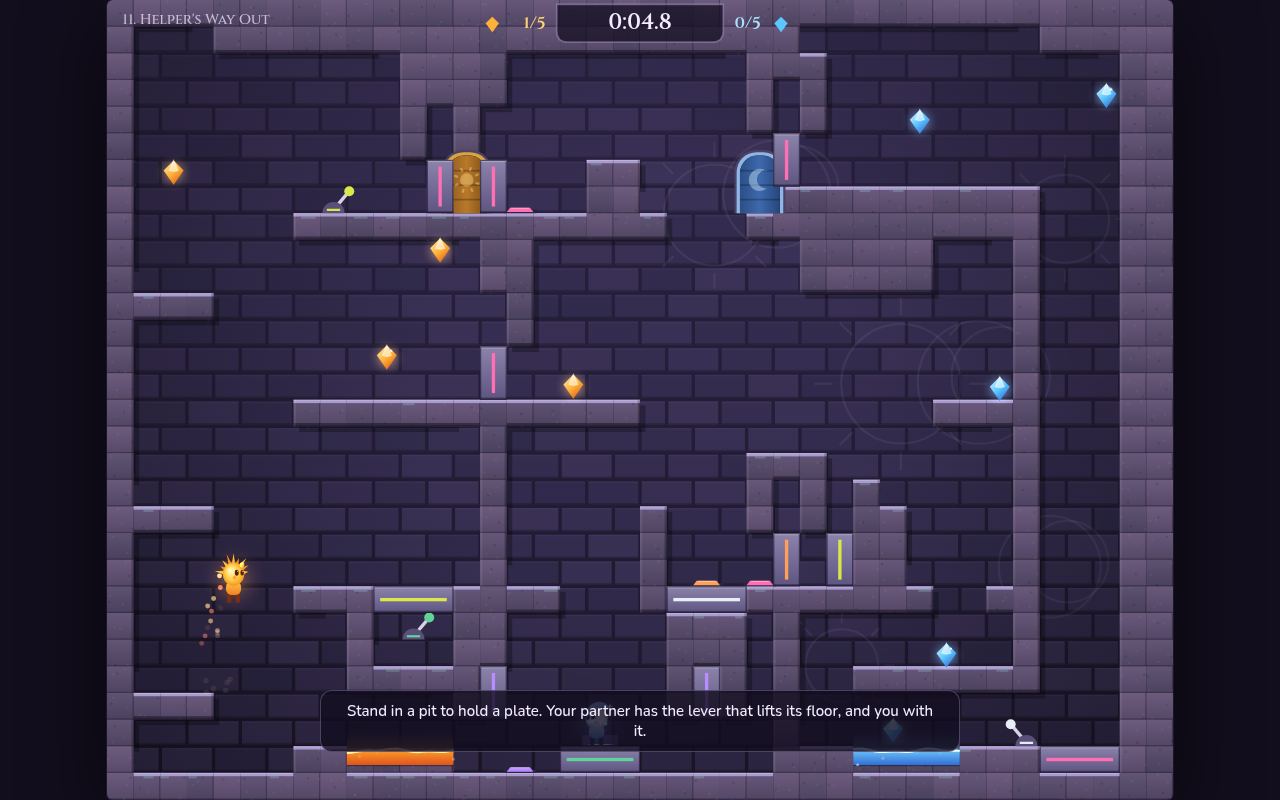 11. Helper's Way Out
1/5
0:04.8
0/5
Stand in a pit to hold a plate. Your partner has the lever that lifts its floor, and you with
it.